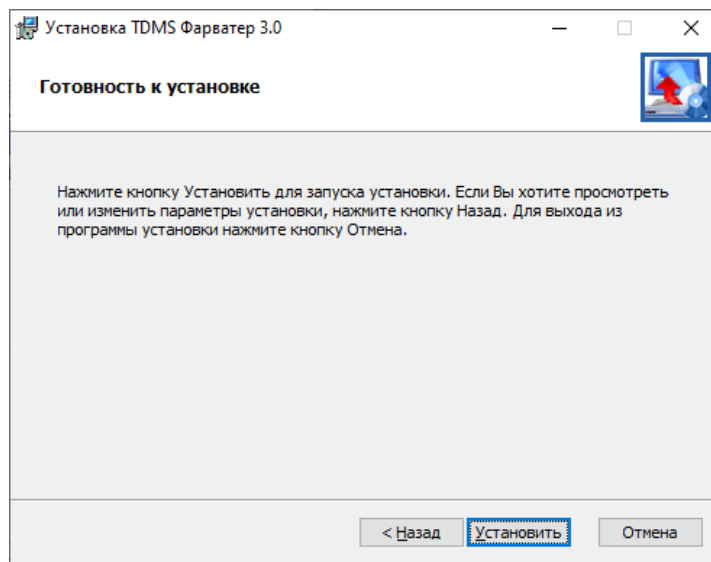 Установка TDMS Фарватер 3.0
Готовность к установке
Нажмите кнопку Установить для запуска установки. Если Вы хотите просмотреть
или изменить параметры установки, нажмите кнопку Назад. Для выхода из
программы установки нажмите кнопку Отмена.
< Назад Установить Отмена